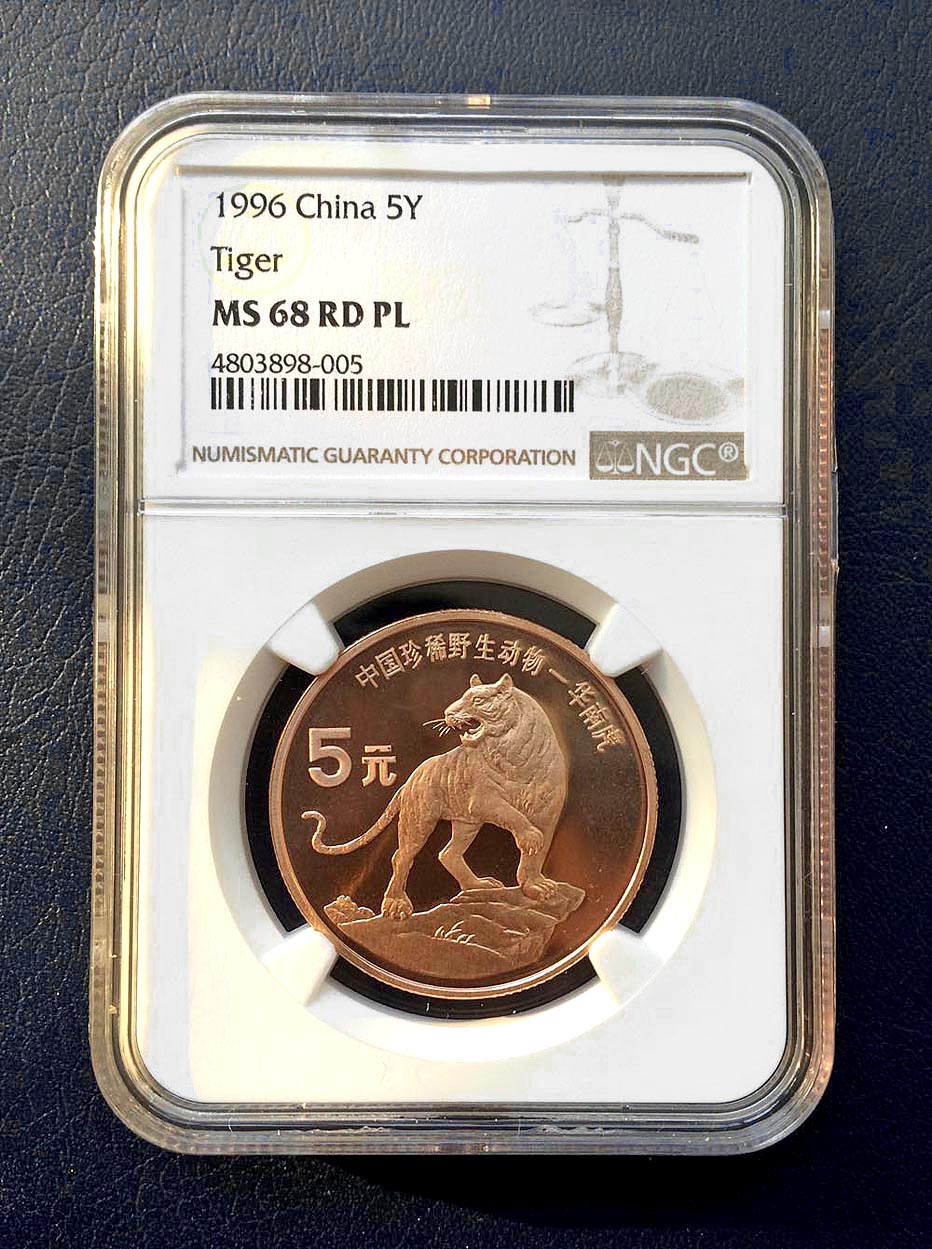 1996 China 5Y
Tiger
MS 68 RD PL
4803898-005
NUMISMATIC GUARANTY CORPORATION
NGC®
中国珍稀野生动物—华南虎
5元